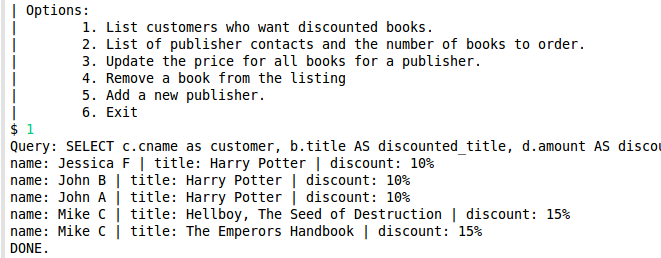 | Options:
|        1. List customers who want discounted books.
|        2. List of publisher contacts and the number of books to order.
|        3. Update the price for all books for a publisher.
|        4. Remove a book from the listing
|        5. Add a new publisher.
|        6. Exit
$ 1
Query: SELECT c.cname as customer, b.title AS discounted_title, d.amount AS discou
name: Jessica F | title: Harry Potter | discount: 10%
name: John B | title: Harry Potter | discount: 10%
name: John A | title: Harry Potter | discount: 10%
name: Mike C | title: Hellboy, The Seed of Destruction | discount: 15%
name: Mike C | title: The Emperors Handbook | discount: 15%
DONE.